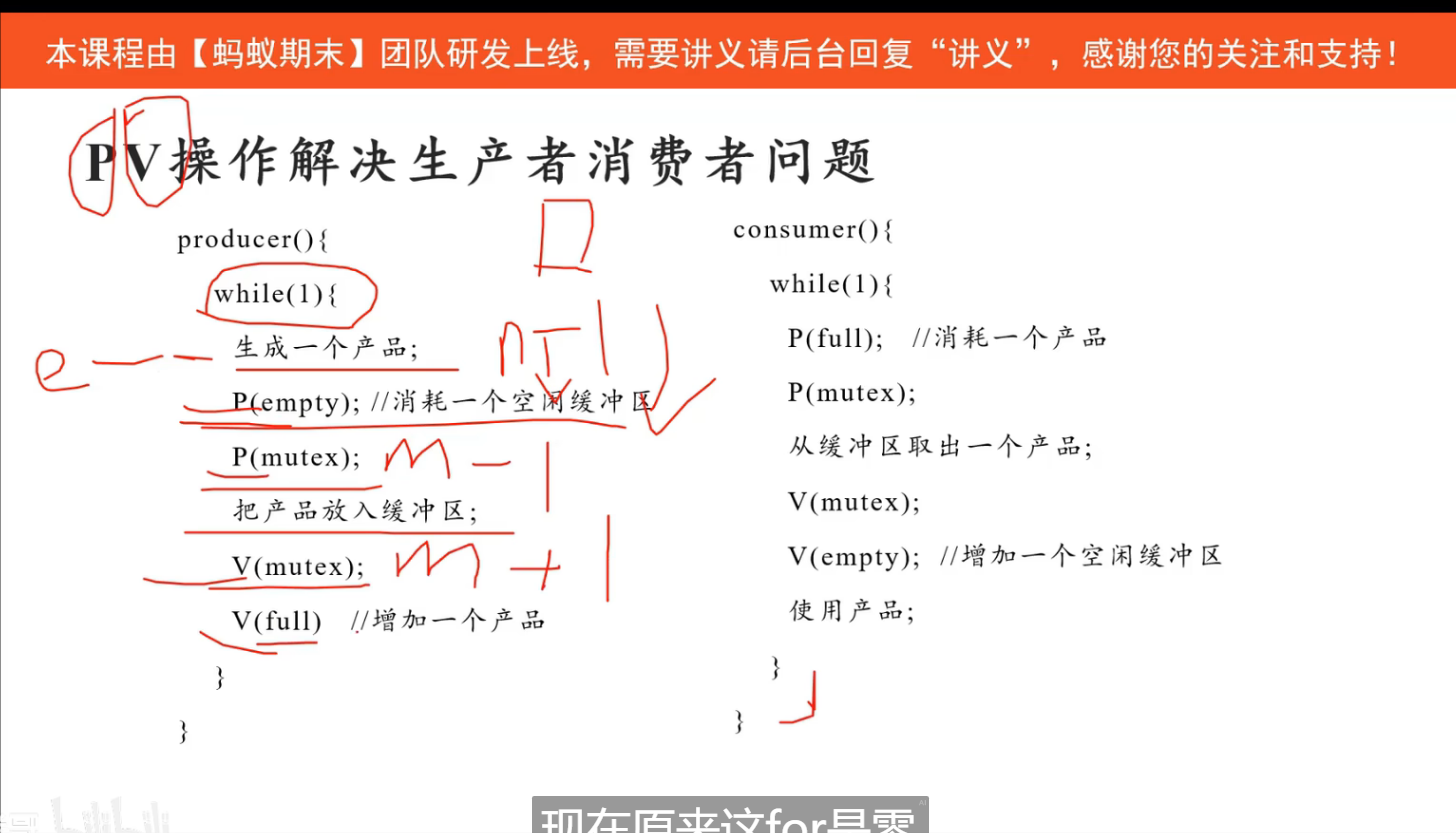 本课程由【蚂蚁期末】团队研发上线，需要讲义请后台回复“讲义”，感谢您的关注和支持！
PV操作解决生产者消费者问题
producer(){
while(1){
生成一个产品;
P(empty); //消耗一个空闲缓冲区
P(mutex);
把产品放入缓冲区;
V(mutex);
V(full) //增加一个产品
}
}
e
n-1
m-1
m+1
consumer(){
while(1){
P(full); //消耗一个产品
P(mutex);
从缓冲区取出一个产品;
V(mutex);
V(empty); //增加一个空闲缓冲区
使用产品;
}
}
现在原来这for是零